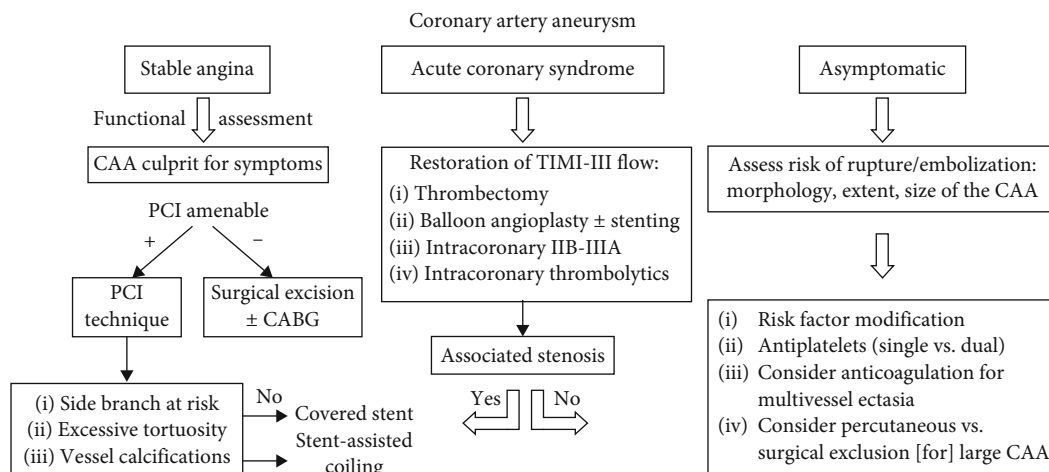 Coronary artery aneurysm
Stable angina
Functional assessment
CAA culprit for symptoms
PCI amenable
+
−
PCI
technique
Surgical excision
± CABG
(i) Side branch at risk
(ii) Excessive tortuosity
(iii) Vessel calcifications
No
Covered stent
Stent-assisted
coiling
Acute coronary syndrome
Restoration of TIMI-III flow:
(i) Thrombectomy
(ii) Balloon angioplasty ± stenting
(iii) Intracoronary IIB-IIIA
(iv) Intracoronary thrombolytics
Associated stenosis
Yes
No
Asymptomatic
Assess risk of rupture/embolization:
morphology, extent, size of the CAA
(i) Risk factor modification
(ii) Antiplatelets (single vs. dual)
(iii) Consider anticoagulation for
multivessel ectasia
(iv) Consider percutaneous vs.
surgical exclusion [for] large CAA